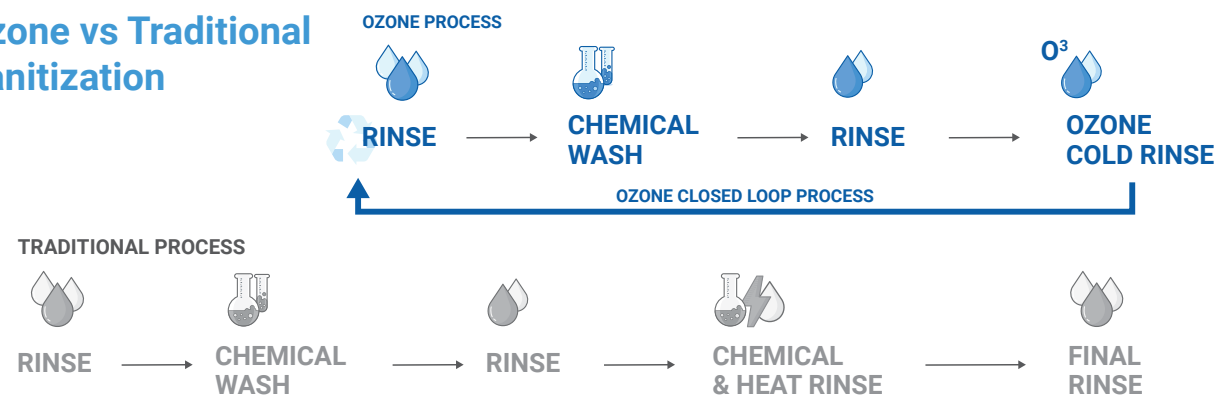 zone vs Traditional
anitization
OZONE PROCESS
O³
RINSE
CHEMICAL
WASH
RINSE
OZONE
COLD RINSE
OZONE CLOSED LOOP PROCESS
TRADITIONAL PROCESS
RINSE
CHEMICAL
WASH
RINSE
CHEMICAL
& HEAT RINSE
FINAL
RINSE